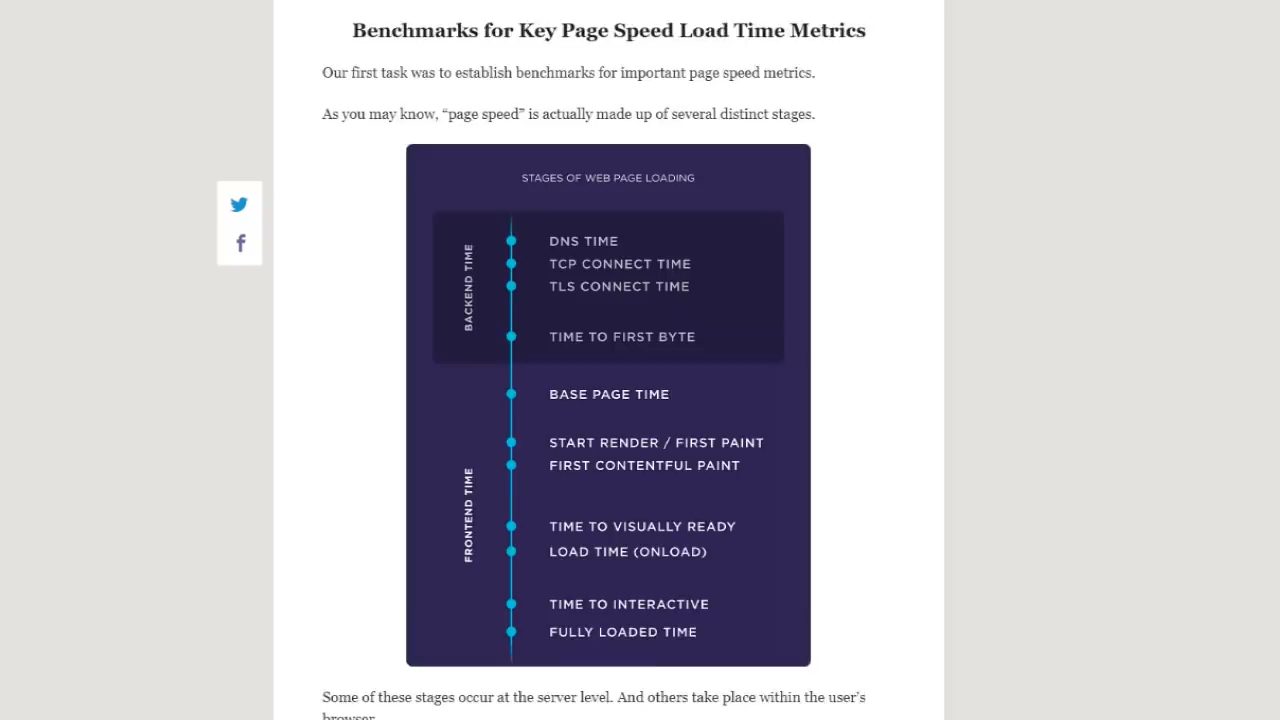 Benchmarks for Key Page Speed Load Time Metrics
Our first task was to establish benchmarks for important page speed metrics.
As you may know, “page speed” is actually made up of several distinct stages.
STAGES OF WEB PAGE LOADING
BACKEND TIME
DNS TIME
TCP CONNECT TIME
TLS CONNECT TIME
TIME TO FIRST BYTE
FRONTEND TIME
BASE PAGE TIME
START RENDER / FIRST PAINT
FIRST CONTENTFUL PAINT
TIME TO VISUALLY READY
LOAD TIME (ONLOAD)
TIME TO INTERACTIVE
FULLY LOADED TIME
Some of these stages occur at the server level. And others take place within the user’s
browser.